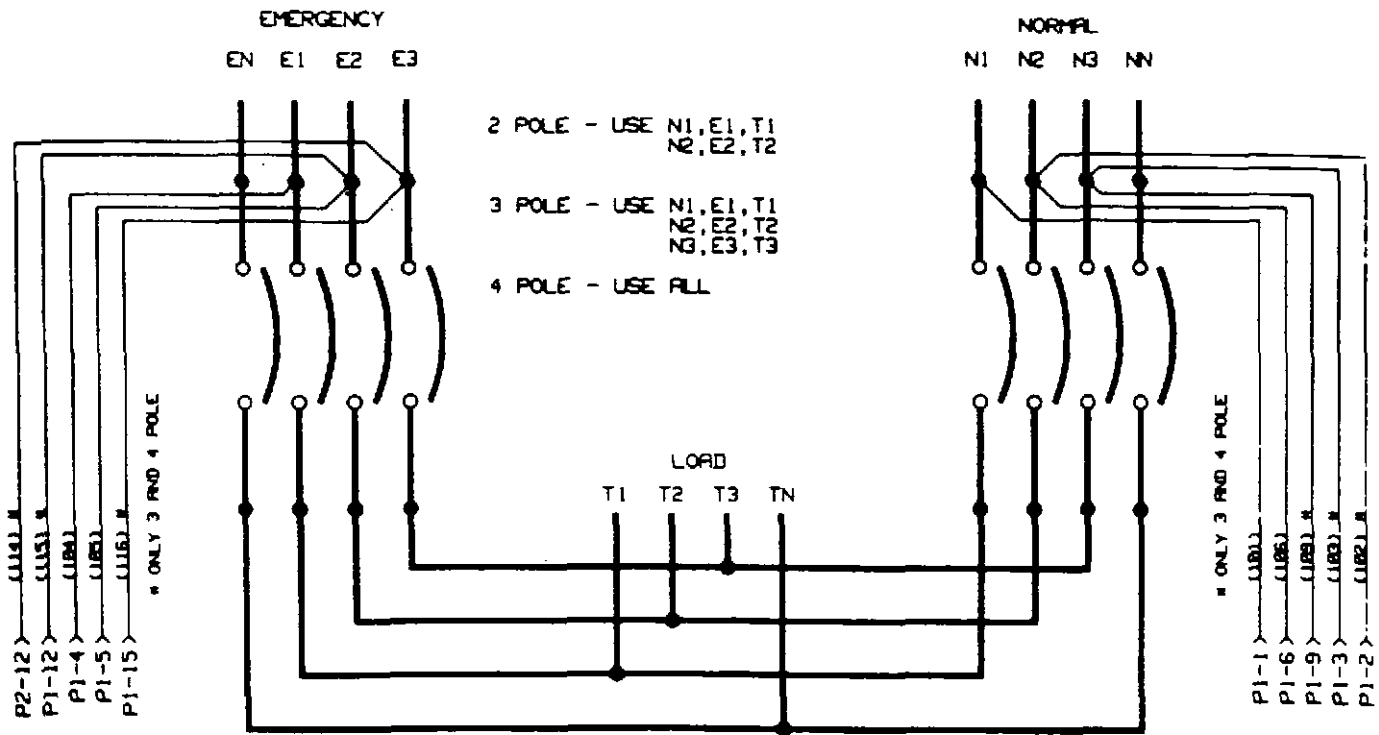 EMERGENCY
EN E1 E2 E3
NORMAL
N1 N2 N3 NN
2 POLE - USE N1,E1,T1
N2,E2,T2
3 POLE - USE N1,E1,T1
N2,E2,T2
N3,E3,T3
4 POLE - USE ALL
LOAD
T1 T2 T3 TN
(114) *
(115) *
(104)
(105)
(116) *
* ONLY 3 AND 4 POLE
P2-12
P1-12
P1-4
P1-5
P1-15
* ONLY 3 AND 4 POLE
(101)
(106)
(109) *
(103) *
(102) *
P1-1
P1-6
P1-9
P1-3
P1-2